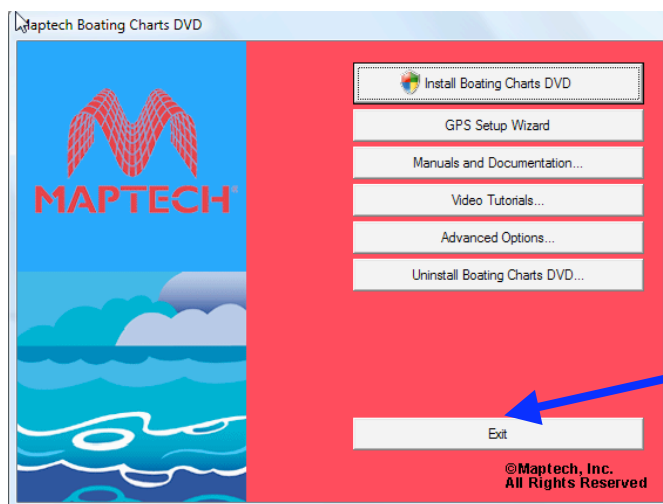 Maptech Boating Charts DVD
MAPTECH®
Install Boating Charts DVD
GPS Setup Wizard
Manuals and Documentation...
Video Tutorials...
Advanced Options...
Uninstall Boating Charts DVD...
Exit
©Maptech, Inc.
All Rights Reserved